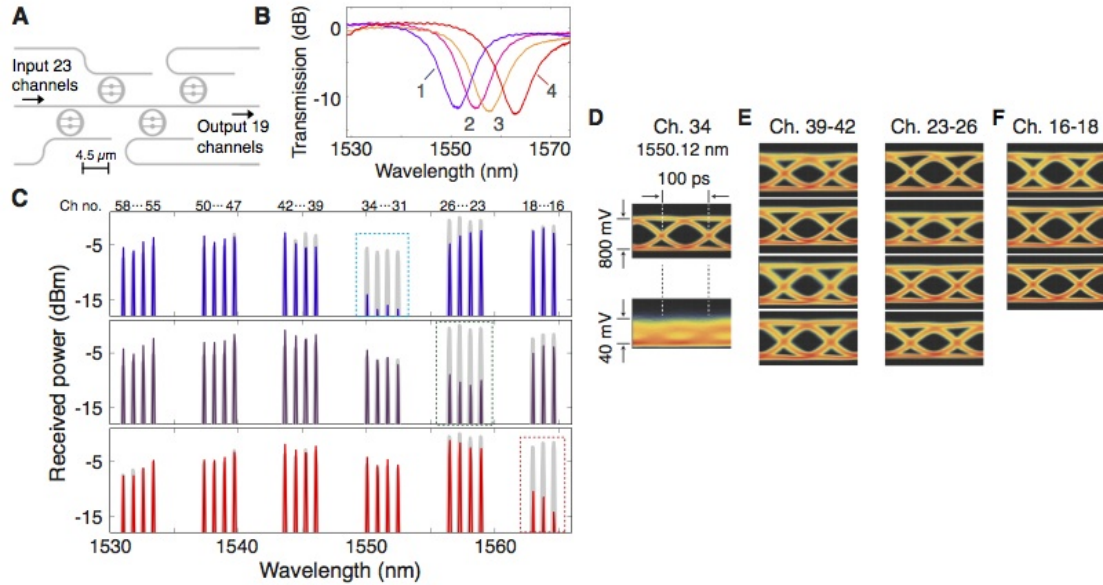 A
Input 23
channels
Output 19
channels
4.5 µm
B
Transmission (dB)
0
-10
1
2
3
4
1530
1550
1570
Wavelength (nm)
C
Ch no.
58···55
50···47
42···39
34···31
26···23
18···16
Received power (dBm)
-5
-15
-5
-15
-5
-15
1530
1540
1550
1560
Wavelength (nm)
D
Ch. 34
1550.12 nm
100 ps
800 mV
40 mV
E
Ch. 39-42
Ch. 23-26
F
Ch. 16-18